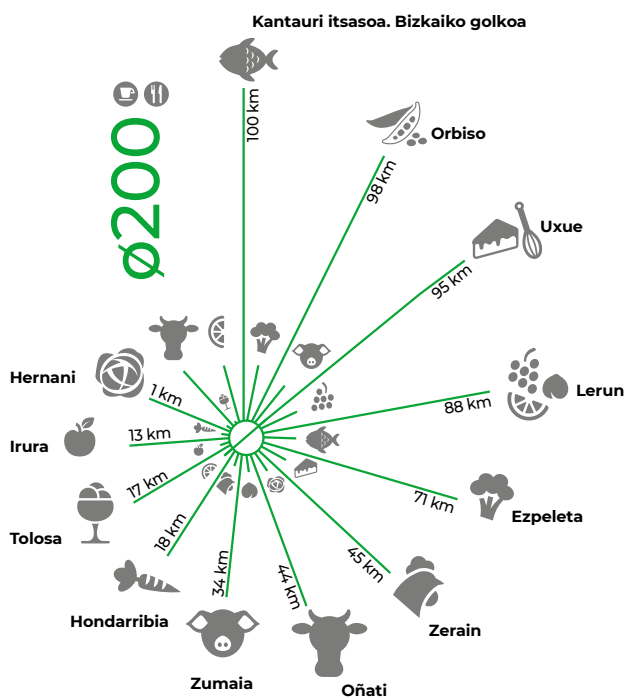 Kantauri itsasoa. Bizkaiko golkoa
100 km
ø200
Orbiso
98 km
Uxue
95 km
Lerun
88 km
Ezpeleta
71 km
Zerain
45 km
Oñati
44 km
Zumaia
34 km
Hondarribia
18 km
Tolosa
17 km
Irura
13 km
Hernani
1 km